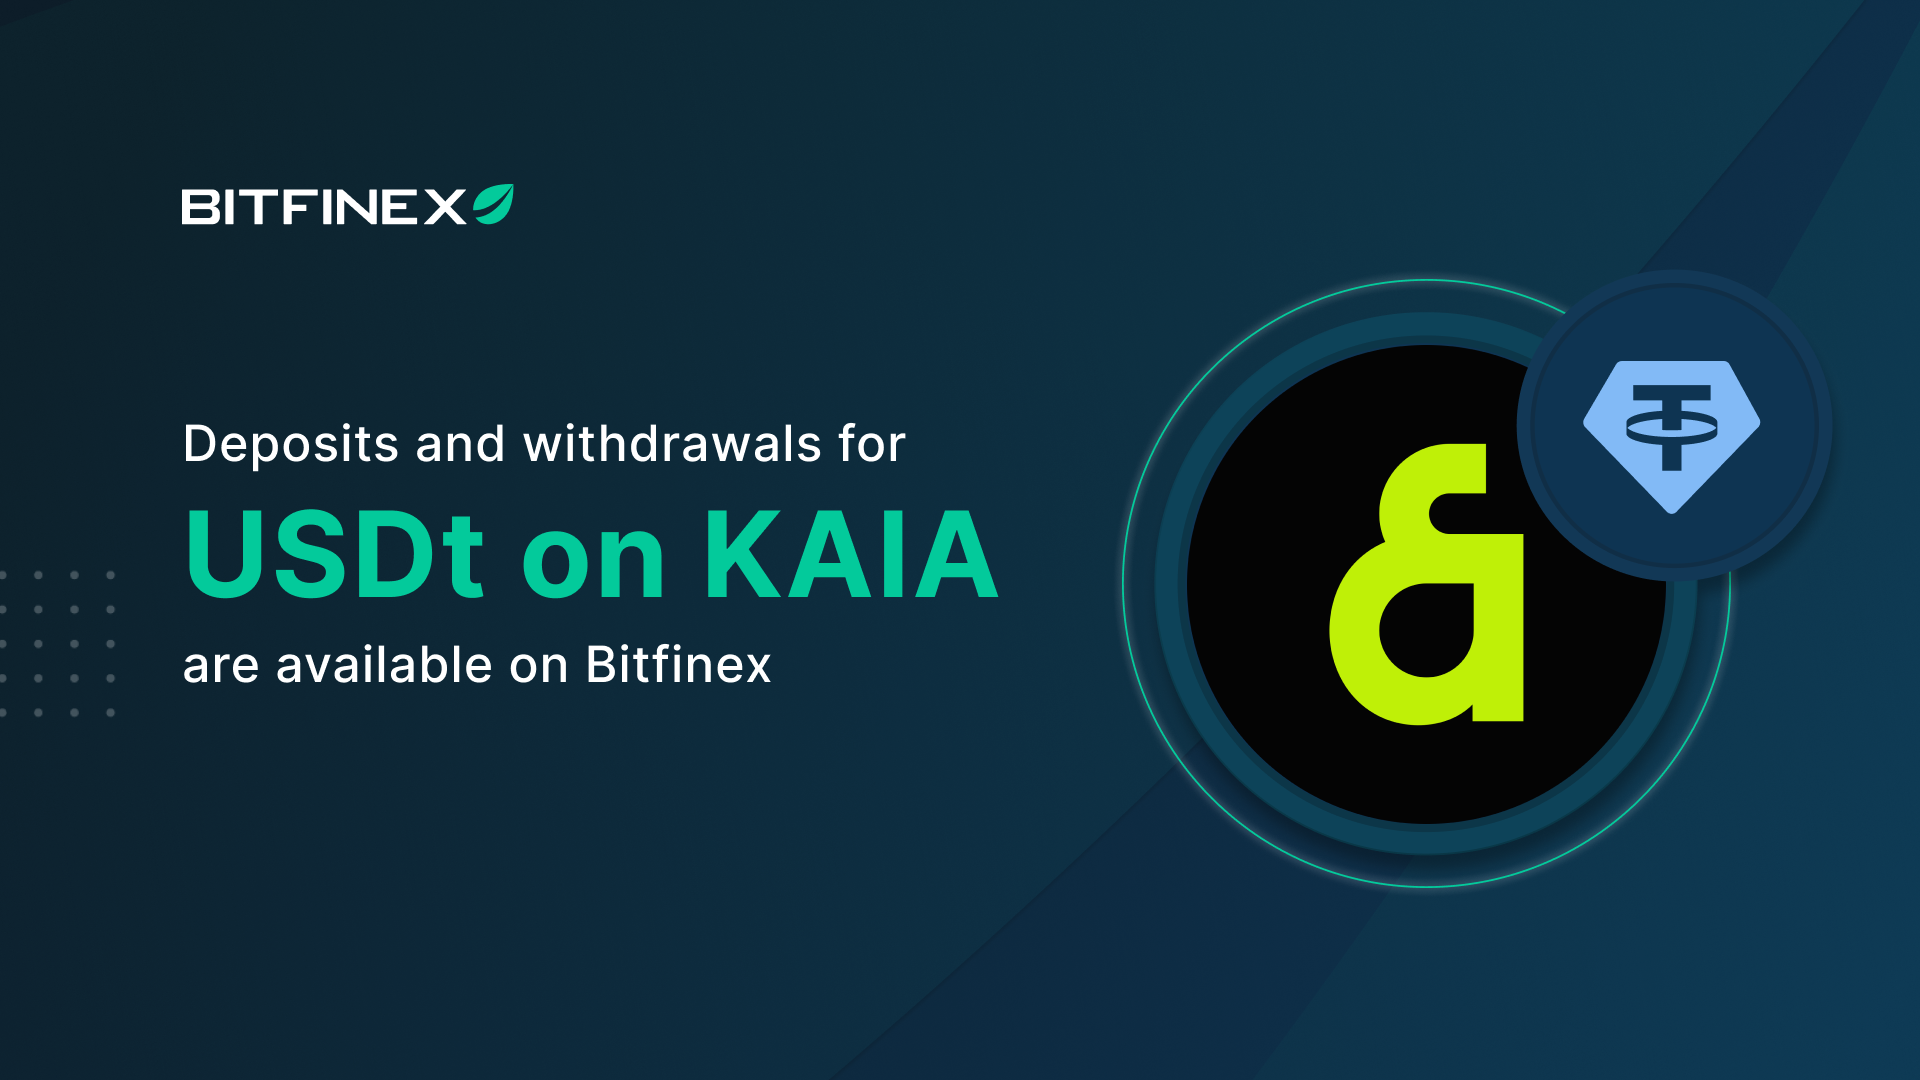 BITFINEX
Deposits and withdrawals for
USDt on KAIA
are available on Bitfinex